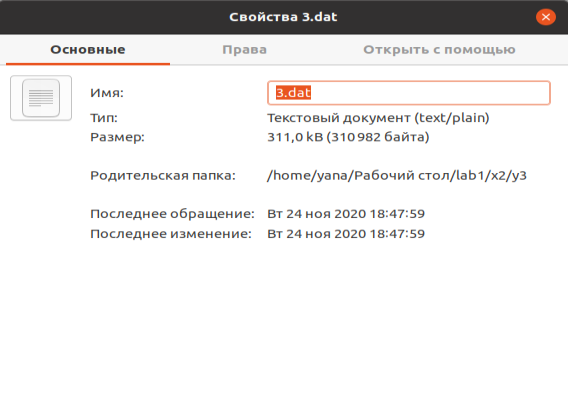 Свойства 3.dat
Основные Права Открыть с помощью
Имя: 3.dat
Тип: Текстовый документ (text/plain)
Размер: 311,0 kB (310 982 байта)
Родительская папка: /home/yana/Рабочий стол/lab1/x2/y3
Последнее обращение: Вт 24 ноя 2020 18:47:59
Последнее изменение: Вт 24 ноя 2020 18:47:59